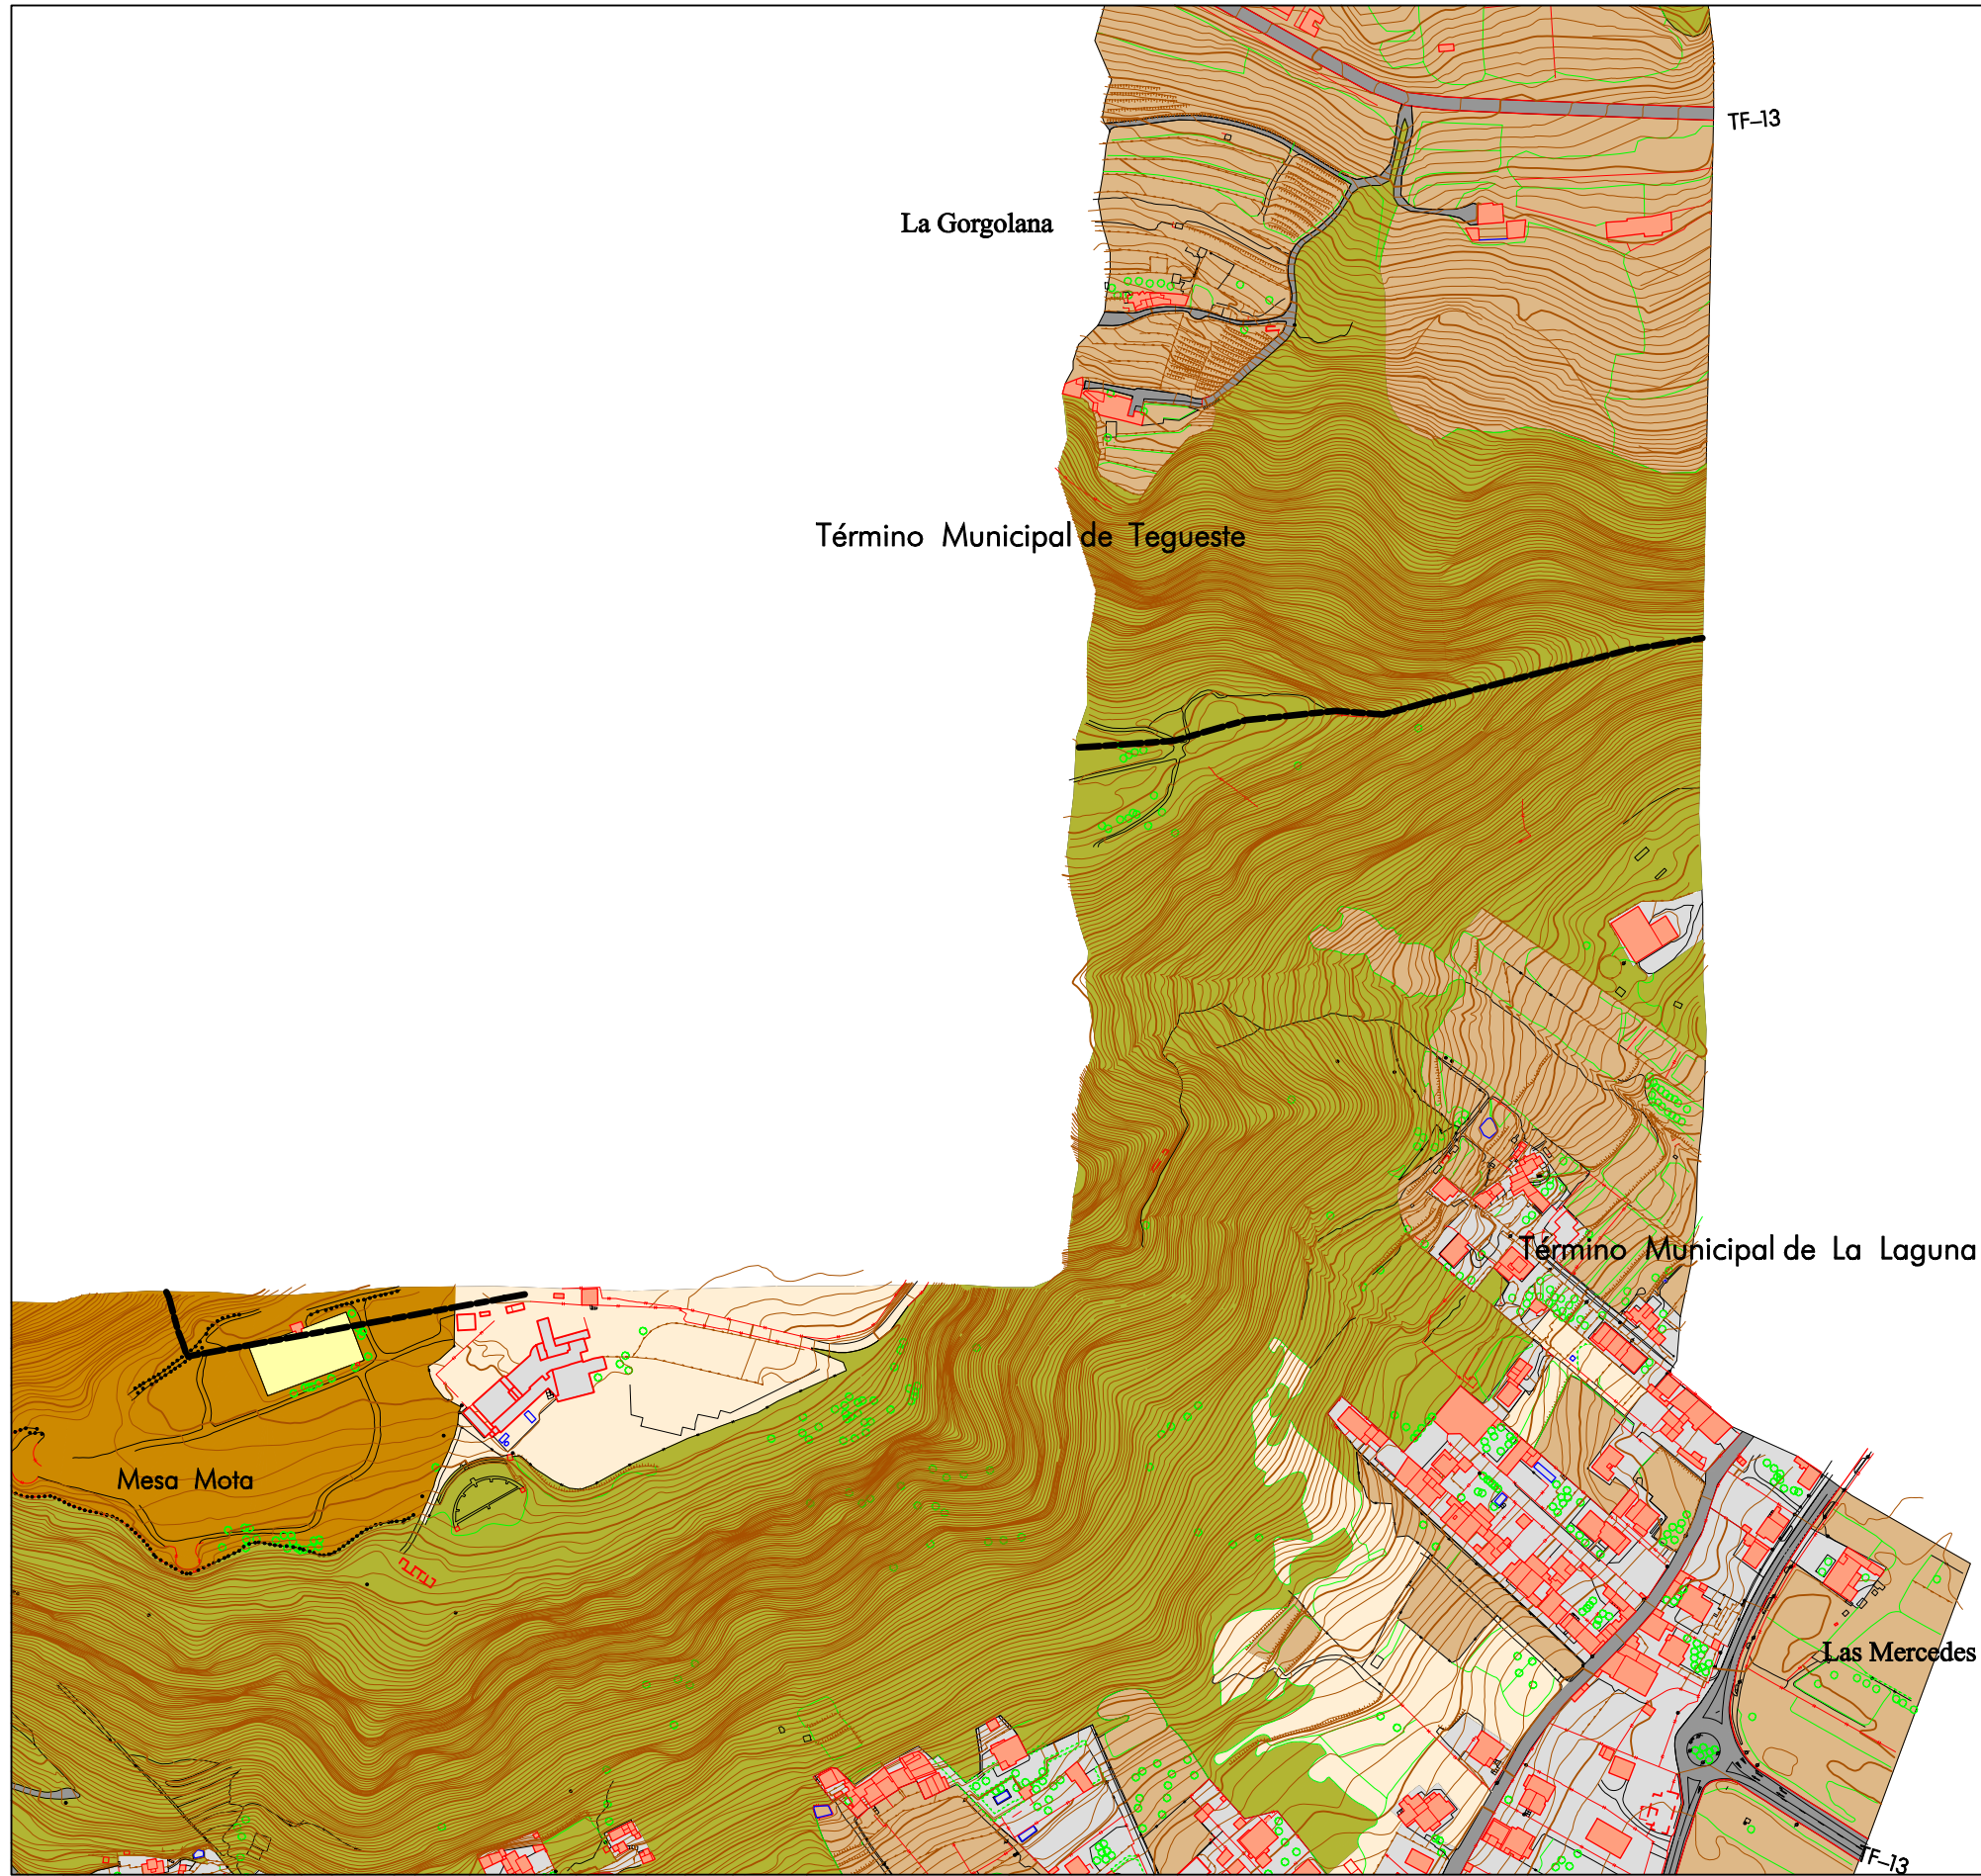 TF-13
La Gorgolana
Término Municipal de Tegueste
Término Municipal de La Laguna
Mesa Mota
Las Mercedes
TF-13